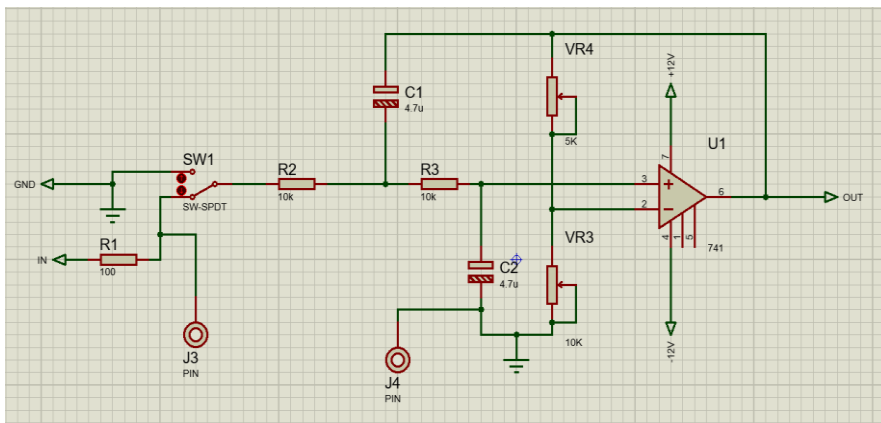 VR4
+12V
C1
4.7u
5K
U1
SW1
7
GND
R2
R3
3
6
OUT
SW-SPDT
10k
10k
2
4
1
5
741
R1
VR3
IN
100
C2
4.7u
10K
-12V
J3
PIN
J4
PIN